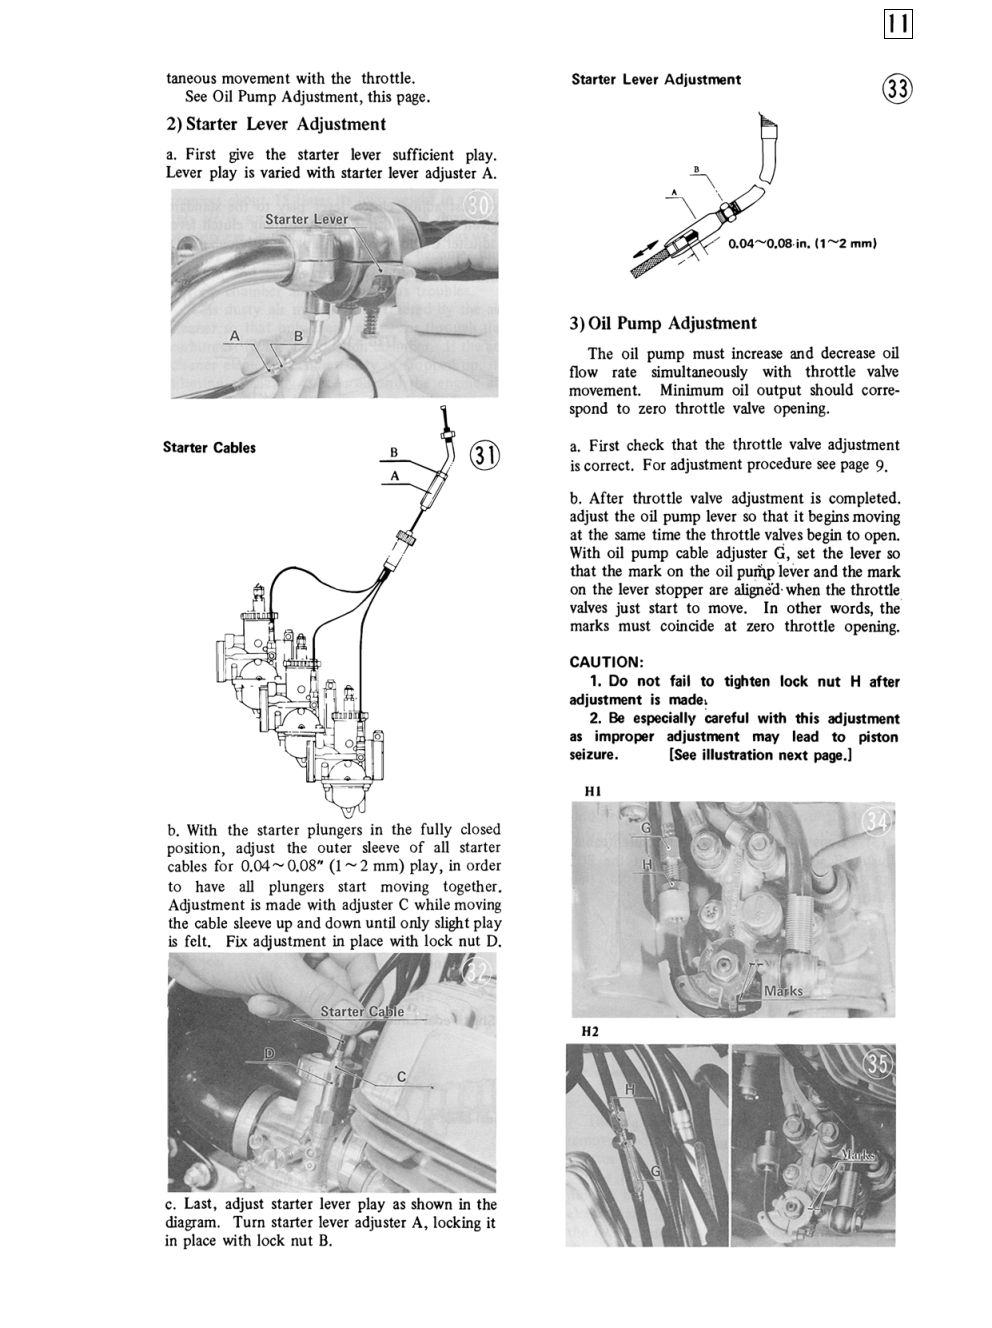 11
taneous movement with the throttle.
See Oil Pump Adjustment, this page.
2) Starter Lever Adjustment
a. First give the starter lever sufficient play.
Lever play is varied with starter lever adjuster A.
30
Starter Lever
A B
Starter Cables
31
B
A
b. With the starter plungers in the fully closed
position, adjust the outer sleeve of all starter
cables for 0.04~0.08" (1~2 mm) play, in order
to have all plungers start moving together.
Adjustment is made with adjuster C while moving
the cable sleeve up and down until only slight play
is felt. Fix adjustment in place with lock nut D.
32
Starter Cable
D
C
c. Last, adjust starter lever play as shown in the
diagram. Turn starter lever adjuster A, locking it
in place with lock nut B.
Starter Lever Adjustment
33
B
A
0.04~0.08 in. (1~2 mm)
3) Oil Pump Adjustment
The oil pump must increase and decrease oil
flow rate simultaneously with throttle valve
movement. Minimum oil output should corre-
spond to zero throttle valve opening.
a. First check that the throttle valve adjustment
is correct. For adjustment procedure see page 9.
b. After throttle valve adjustment is completed.
adjust the oil pump lever so that it begins moving
at the same time the throttle valves begin to open.
With oil pump cable adjuster G, set the lever so
that the mark on the oil pump lever and the mark
on the lever stopper are aligned when the throttle
valves just start to move. In other words, the
marks must coincide at zero throttle opening.
CAUTION:
1. Do not fail to tighten lock nut H after
adjustment is made.
2. Be especially careful with this adjustment
as improper adjustment may lead to piston
seizure. [See illustration next page.]
H1
34
G
H
Marks
H2
35
H
G
Marks